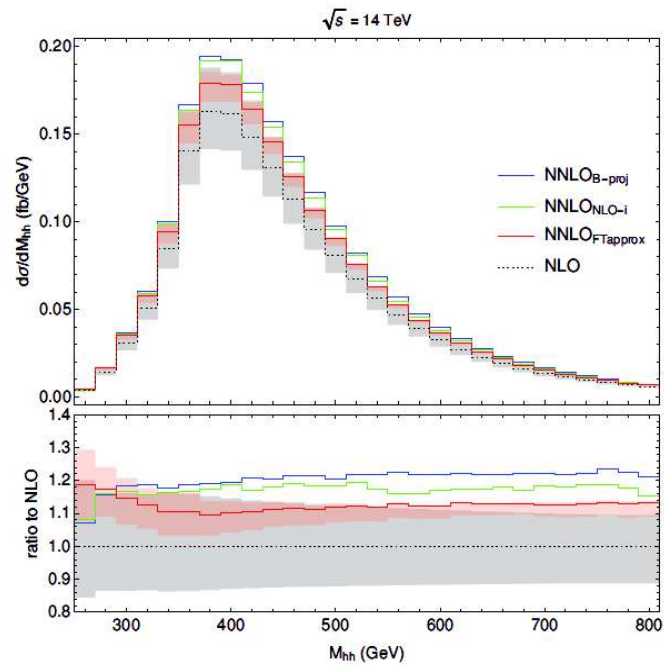 √s = 14 TeV
dσ/dMhh (fb/GeV)
0.20
0.15
0.10
0.05
0.00
NNLOB-proj
NNLONLO-i
NNLOFTapprox
NLO
ratio to NLO
1.4
1.3
1.2
1.1
1.0
0.9
0.8
300 400 500 600 700 800
Mhh (GeV)